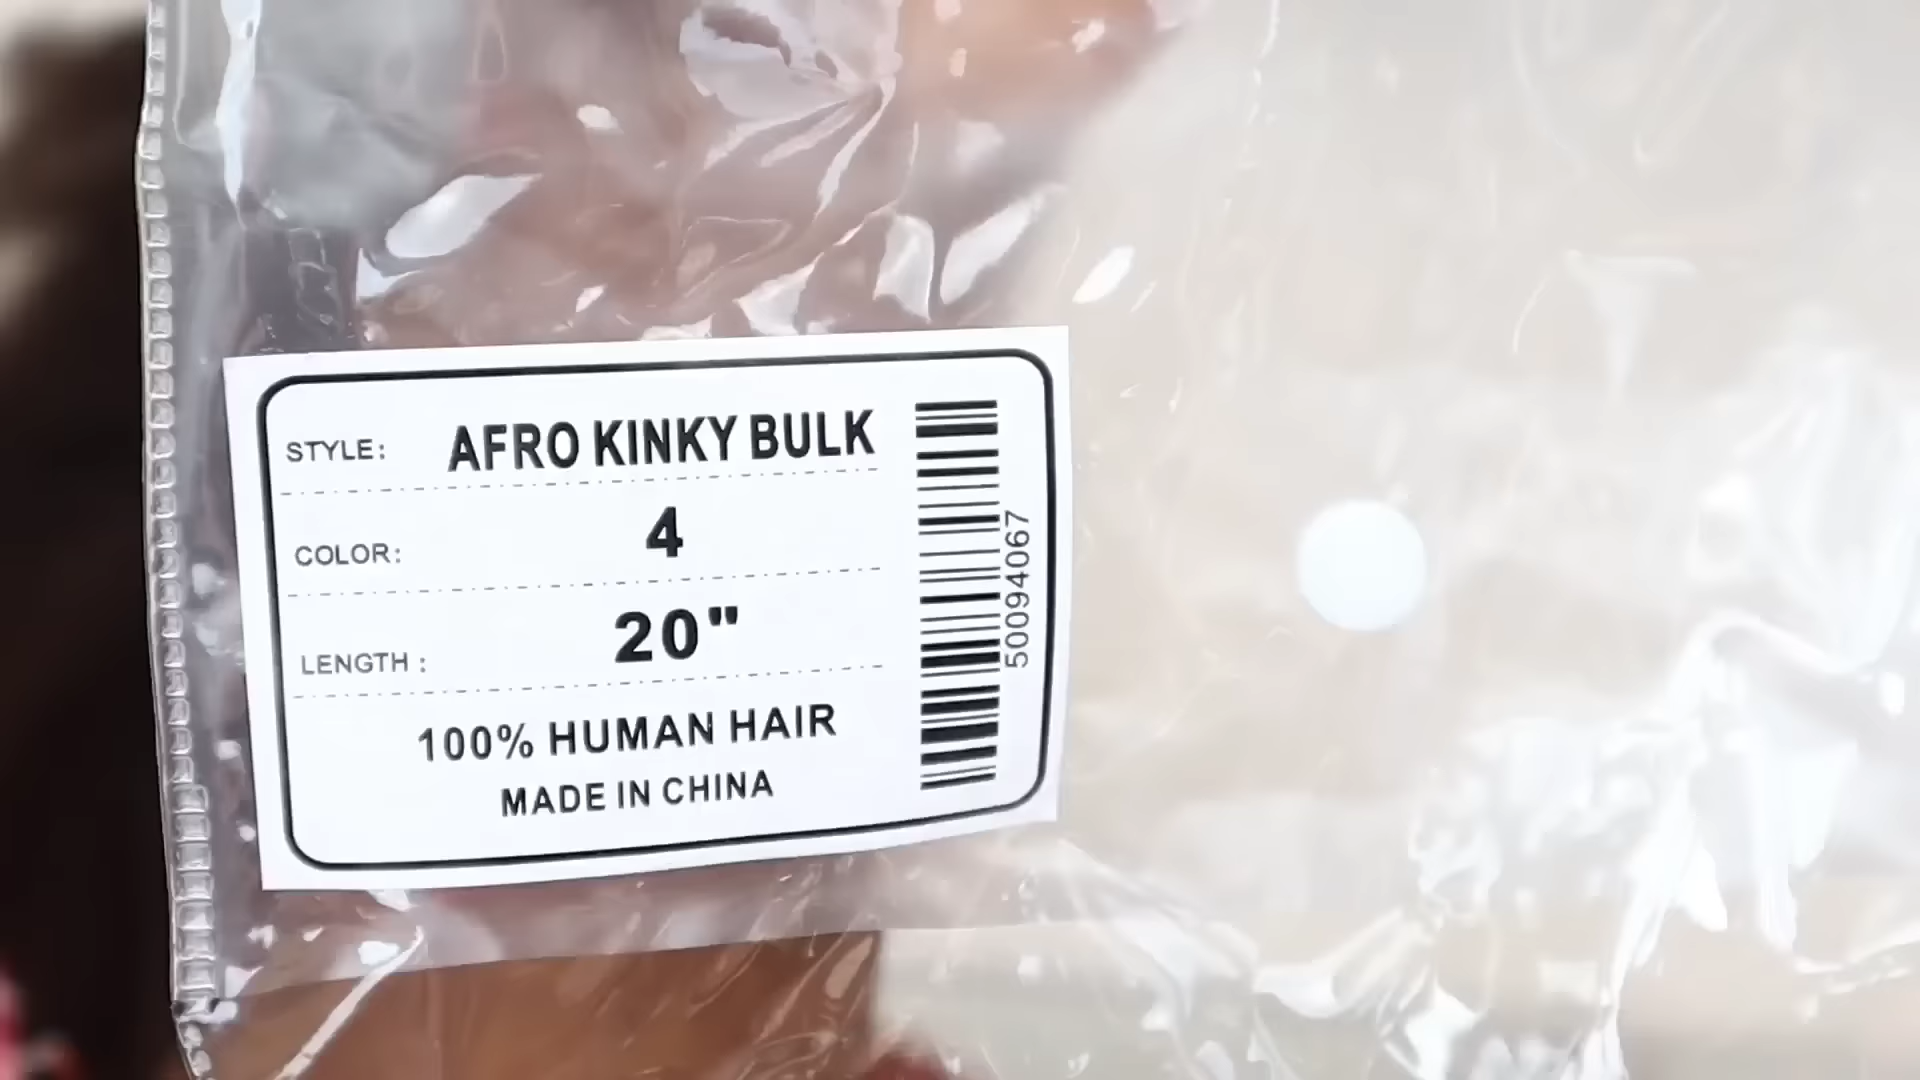 STYLE: AFRO KINKY BULK
COLOR: 4
LENGTH : 20"
100% HUMAN HAIR
MADE IN CHINA
50094067